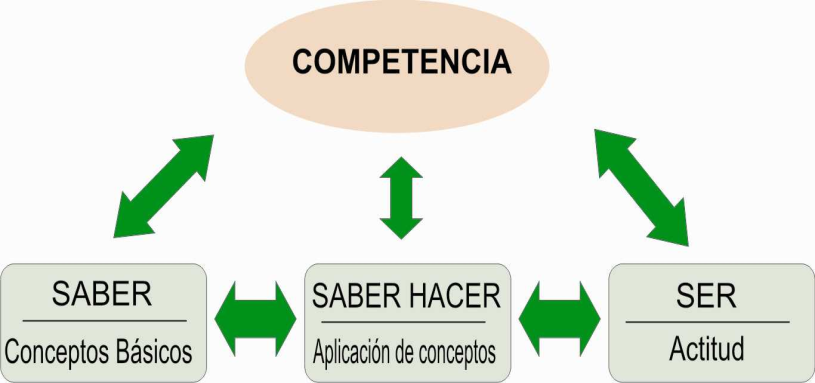 COMPETENCIA
SABER
Conceptos Básicos
SABER HACER
Aplicación de conceptos
SER
Actitud